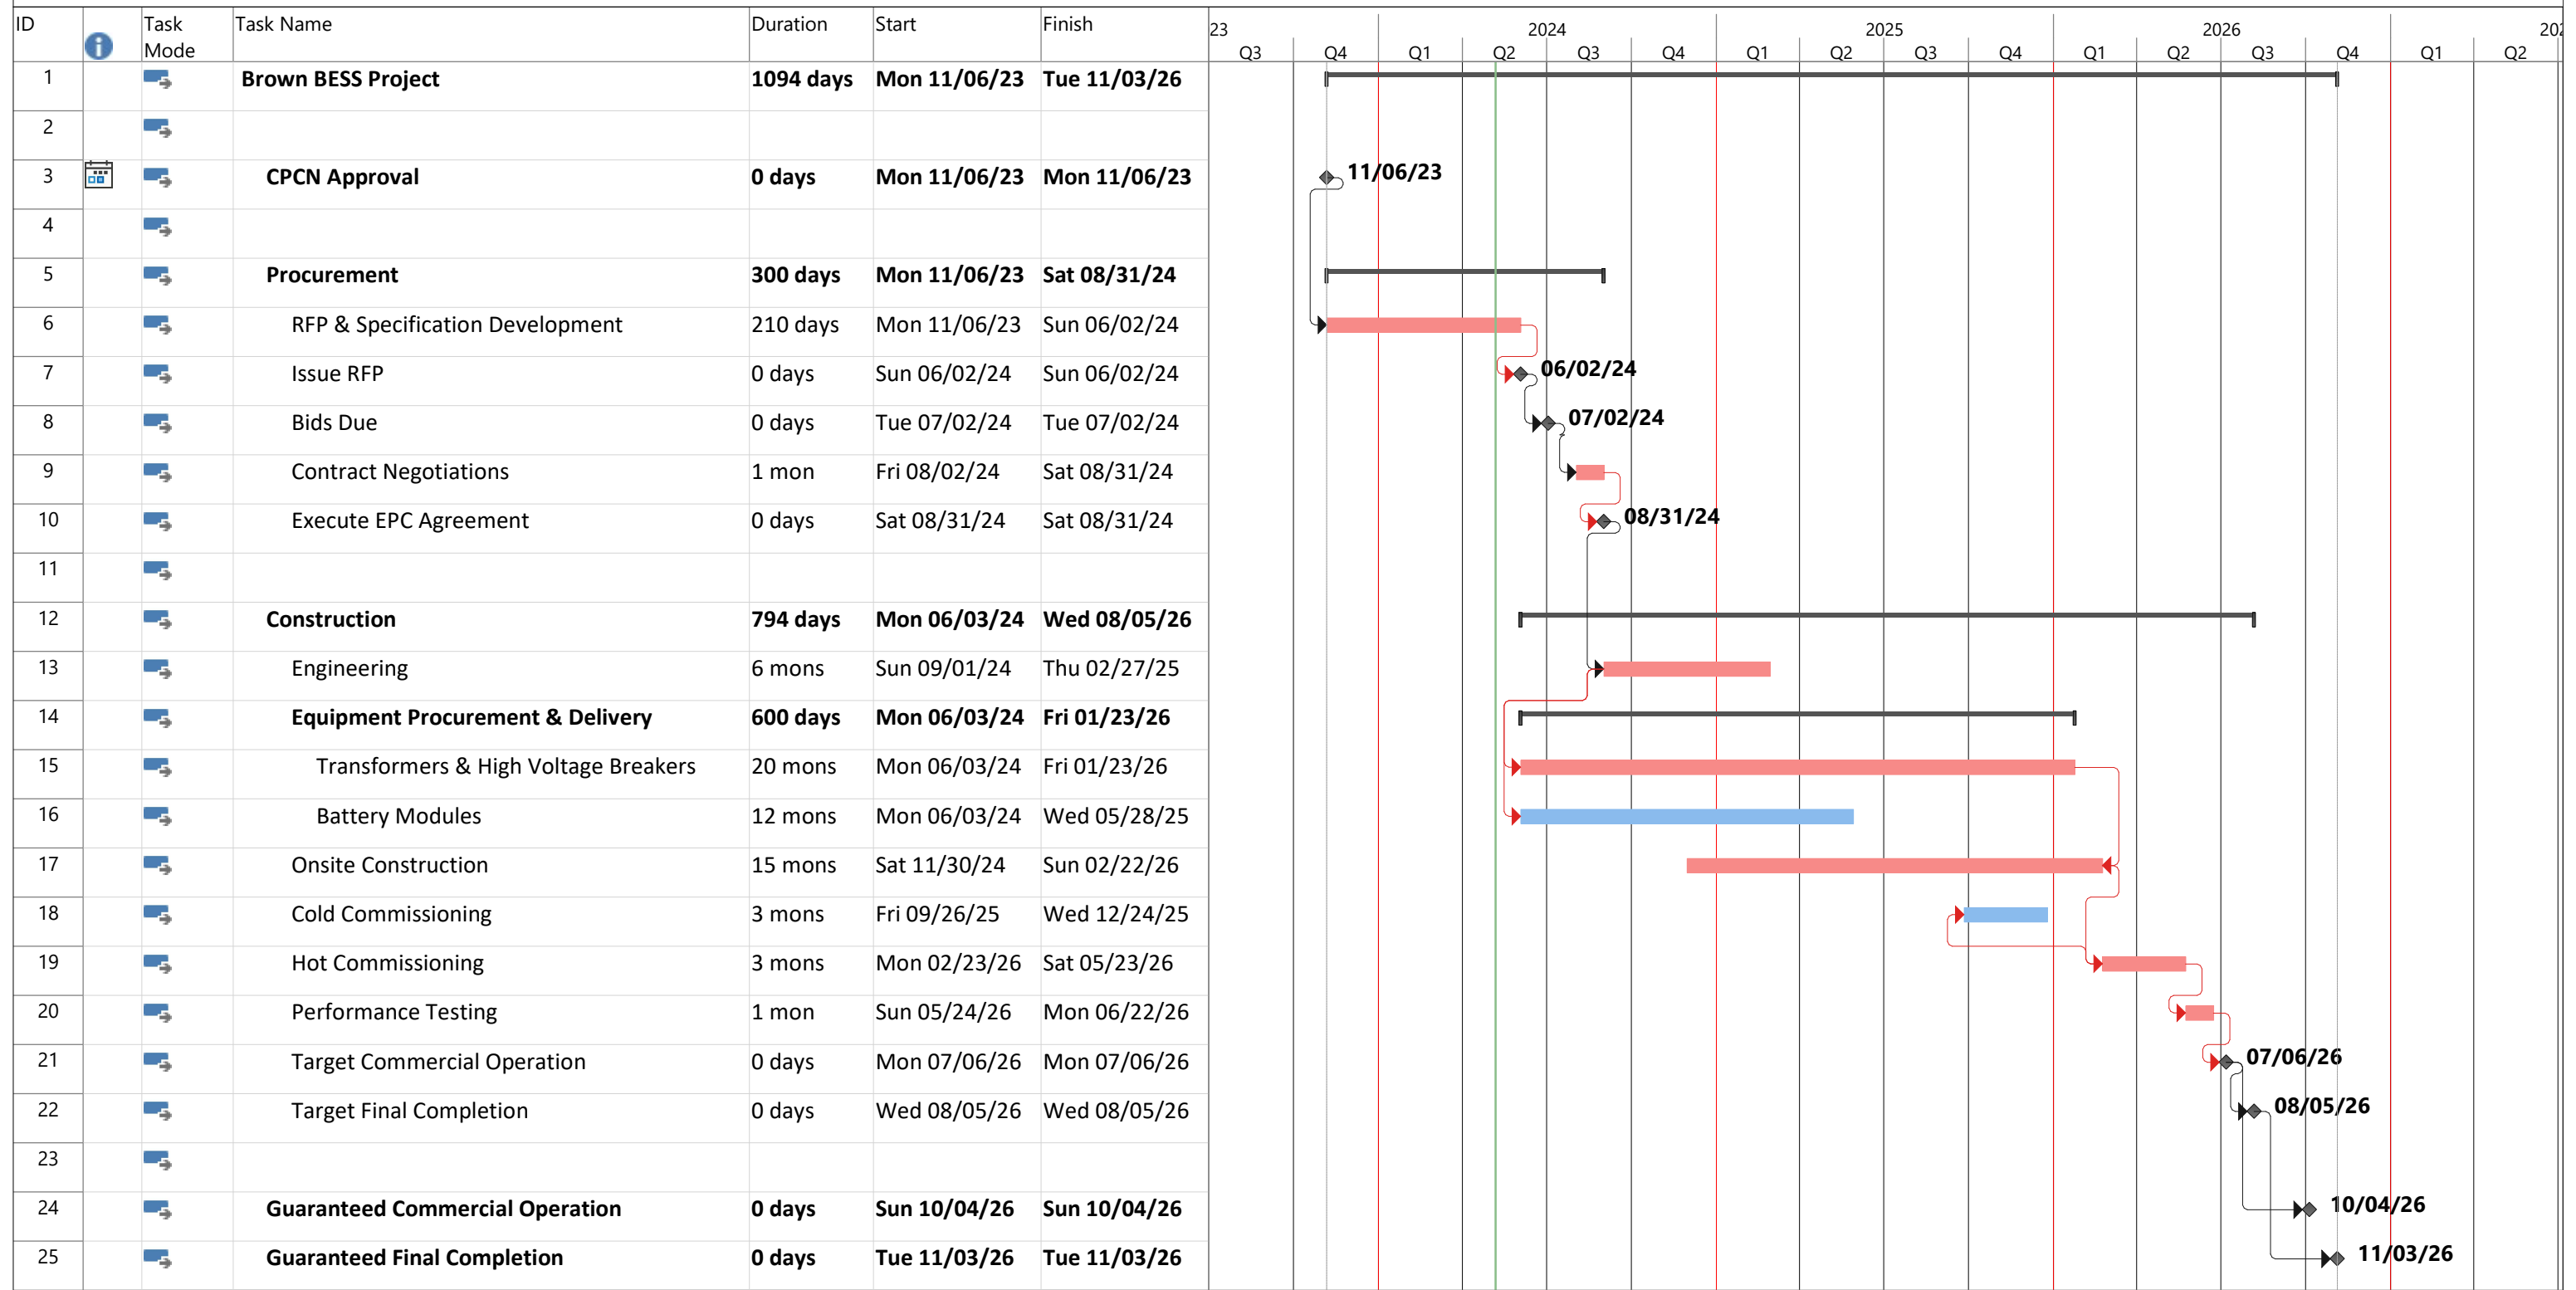 ID Task Mode Task Name Duration Start Finish
23 2024 2025 2026 202
Q3 Q4 Q1 Q2 Q3 Q4 Q1 Q2 Q3 Q4 Q1 Q2 Q3 Q4 Q1 Q2
1 Brown BESS Project 1094 days Mon 11/06/23 Tue 11/03/26
2
3 CPCN Approval 0 days Mon 11/06/23 Mon 11/06/23 11/06/23
4
5 Procurement 300 days Mon 11/06/23 Sat 08/31/24
6 RFP & Specification Development 210 days Mon 11/06/23 Sun 06/02/24
7 Issue RFP 0 days Sun 06/02/24 Sun 06/02/24 06/02/24
8 Bids Due 0 days Tue 07/02/24 Tue 07/02/24 07/02/24
9 Contract Negotiations 1 mon Fri 08/02/24 Sat 08/31/24
10 Execute EPC Agreement 0 days Sat 08/31/24 Sat 08/31/24 08/31/24
11
12 Construction 794 days Mon 06/03/24 Wed 08/05/26
13 Engineering 6 mons Sun 09/01/24 Thu 02/27/25
14 Equipment Procurement & Delivery 600 days Mon 06/03/24 Fri 01/23/26
15 Transformers & High Voltage Breakers 20 mons Mon 06/03/24 Fri 01/23/26
16 Battery Modules 12 mons Mon 06/03/24 Wed 05/28/25
17 Onsite Construction 15 mons Sat 11/30/24 Sun 02/22/26
18 Cold Commissioning 3 mons Fri 09/26/25 Wed 12/24/25
19 Hot Commissioning 3 mons Mon 02/23/26 Sat 05/23/26
20 Performance Testing 1 mon Sun 05/24/26 Mon 06/22/26
21 Target Commercial Operation 0 days Mon 07/06/26 Mon 07/06/26 07/06/26
22 Target Final Completion 0 days Wed 08/05/26 Wed 08/05/26 08/05/26
23
24 Guaranteed Commercial Operation 0 days Sun 10/04/26 Sun 10/04/26 10/04/26
25 Guaranteed Final Completion 0 days Tue 11/03/26 Tue 11/03/26 11/03/26